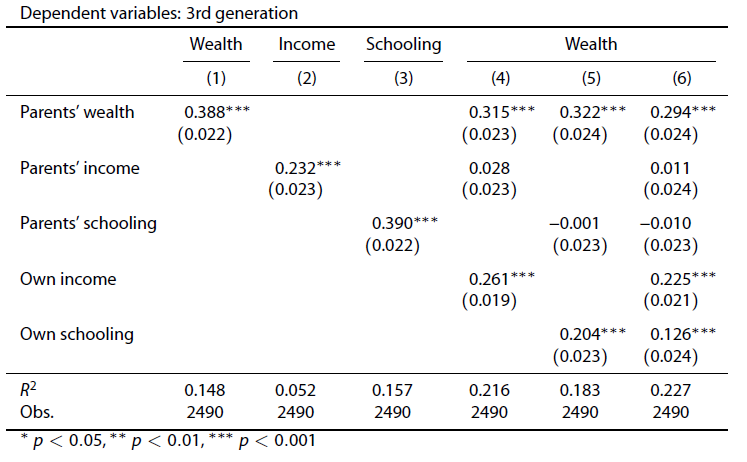 Dependent variables: 3rd generation
Wealth Income Schooling Wealth
(1) (2) (3) (4) (5) (6)
Parents’ wealth 0.388*** 0.315*** 0.322*** 0.294***
(0.022) (0.023) (0.024) (0.024)
Parents’ income 0.232*** 0.028 0.011
(0.023) (0.023) (0.024)
Parents’ schooling 0.390*** −0.001 −0.010
(0.022) (0.023) (0.023)
Own income 0.261*** 0.225***
(0.019) (0.021)
Own schooling 0.204*** 0.126***
(0.023) (0.024)
R² 0.148 0.052 0.157 0.216 0.183 0.227
Obs. 2490 2490 2490 2490 2490 2490
* p < 0.05, ** p < 0.01, *** p < 0.001